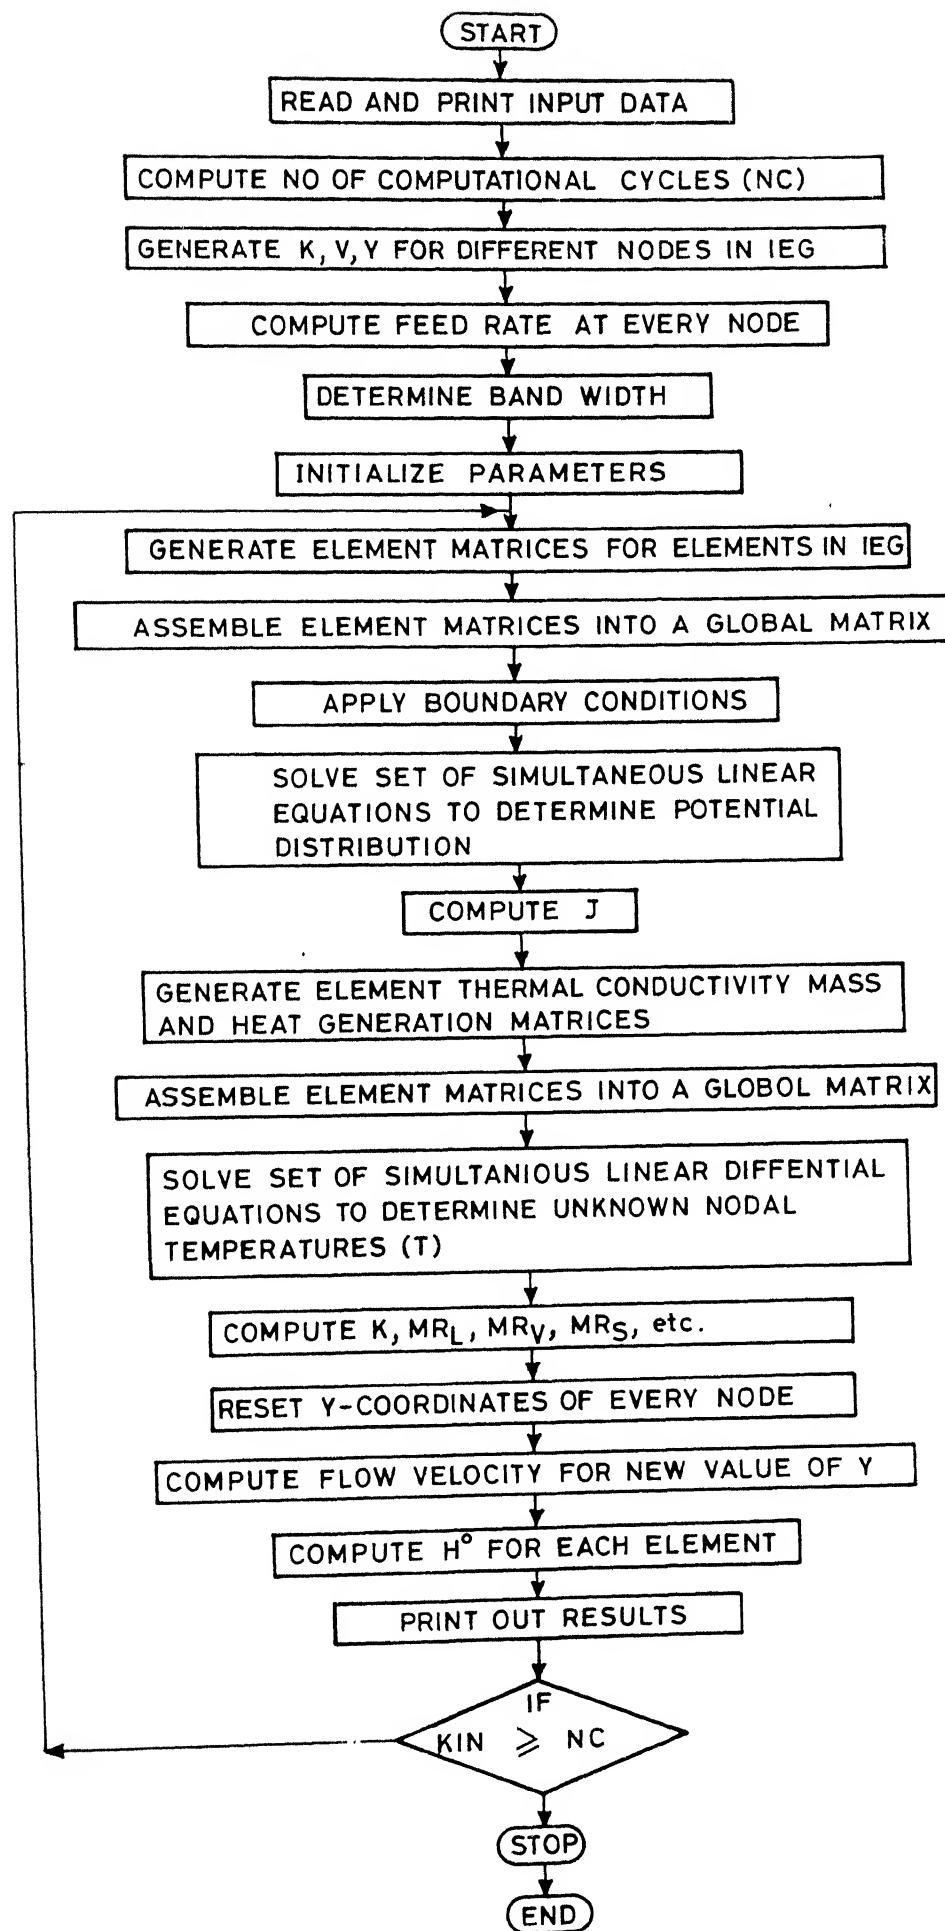 START
READ AND PRINT INPUT DATA
COMPUTE NO OF COMPUTATIONAL CYCLES (NC)
GENERATE K, V, Y FOR DIFFERENT NODES IN IEG
COMPUTE FEED RATE AT EVERY NODE
DETERMINE BAND WIDTH
INITIALIZE PARAMETERS
GENERATE ELEMENT MATRICES FOR ELEMENTS IN IEG
ASSEMBLE ELEMENT MATRICES INTO A GLOBAL MATRIX
APPLY BOUNDARY CONDITIONS
SOLVE SET OF SIMULTANEOUS LINEAR
EQUATIONS TO DETERMINE POTENTIAL
DISTRIBUTION
COMPUTE J
GENERATE ELEMENT THERMAL CONDUCTIVITY MASS
AND HEAT GENERATION MATRICES
ASSEMBLE ELEMENT MATRICES INTO A GLOBOL MATRIX
SOLVE SET OF SIMULTANIOUS LINEAR DIFFENTIAL
EQUATIONS TO DETERMINE UNKNOWN NODAL
TEMPERATURES (T)
COMPUTE K, MR_L, MR_V, MR_S, etc.
RESET Y-COORDINATES OF EVERY NODE
COMPUTE FLOW VELOCITY FOR NEW VALUE OF Y
COMPUTE H° FOR EACH ELEMENT
PRINT OUT RESULTS
IF
KIN ⩾ NC
STOP
END